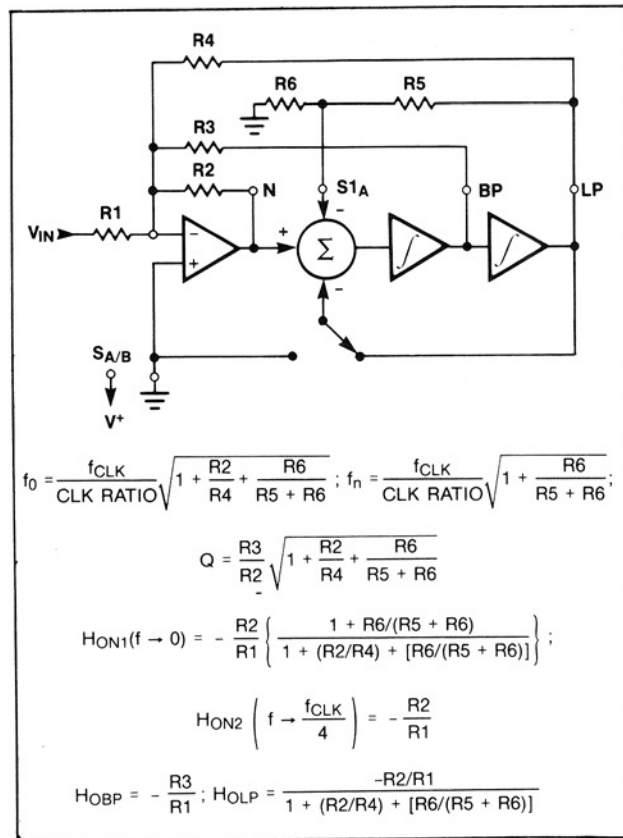 R4
R6 R5
R3
R2 N S1A BP LP
R1
VIN
- + + - Σ ∫ ∫ -
SA/B
V+
f0 = fCLK / CLK RATIO √(1 + R2/R4 + R6/(R5 + R6)) ; fn = fCLK / CLK RATIO √(1 + R6/(R5 + R6)) ;
Q = R3/R2 √(1 + R2/R4 + R6/(R5 + R6))
HON1(f → 0) = - R2/R1 { 1 + R6/(R5 + R6) / 1 + (R2/R4) + [R6/(R5 + R6)] } ;
HON2 ( f → fCLK/4 ) = - R2/R1
HOBP = - R3/R1 ; HOLP = -R2/R1 / 1 + (R2/R4) + [R6/(R5 + R6)]